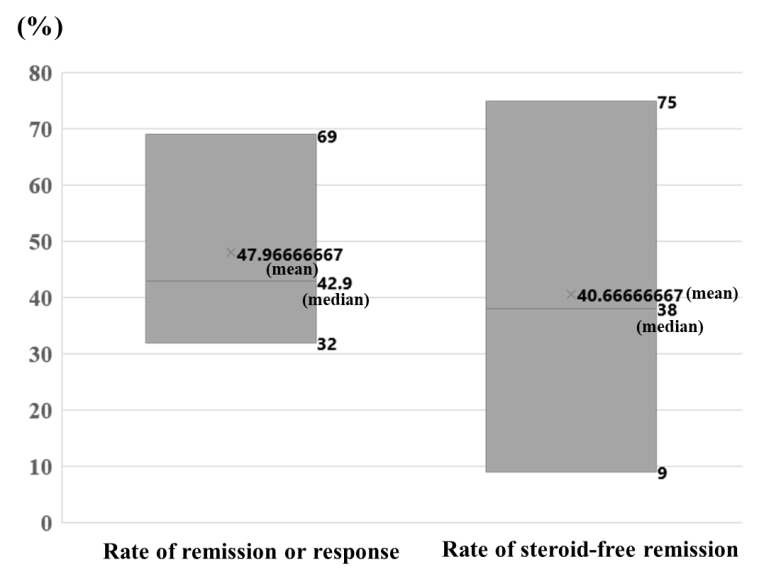 (%)
80
70
60
50
40
30
20
10
0
69
47.96666667
(mean)
42.9
(median)
32
75
40.66666667 (mean)
38
(median)
9
Rate of remission or response
Rate of steroid-free remission